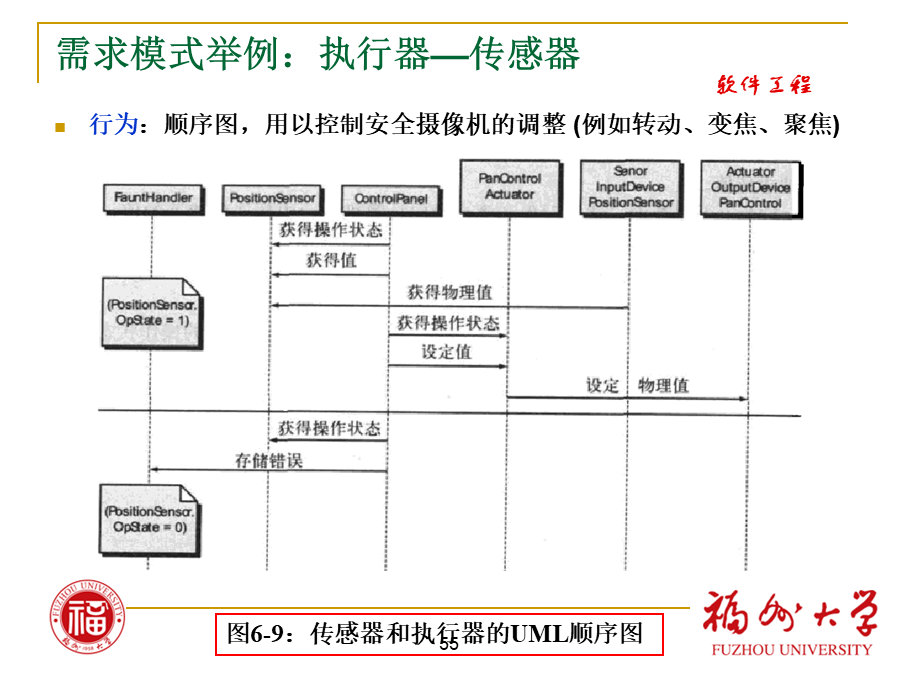 需求模式举例：执行器—传感器
软件工程
行为：顺序图，用以控制安全摄像机的调整 (例如转动、变焦、聚焦)
FauntHandler
PositionSensor
ControlPanel
PanControl
Actuator
Senor
InputDevice
PositionSensor
Actuator
OutputDevice
PanControl
获得操作状态
获得值
(PositionSensor.
OpState = 1)
获得物理值
获得操作状态
设定值
设定 物理值
获得操作状态
存储错误
(PositionSensor.
OpState = 0)
图6-9：传感器和执行器的UML顺序图
55
FUZHOU UNIVERSITY
福
福州大学
FUZHOU UNIVERSITY